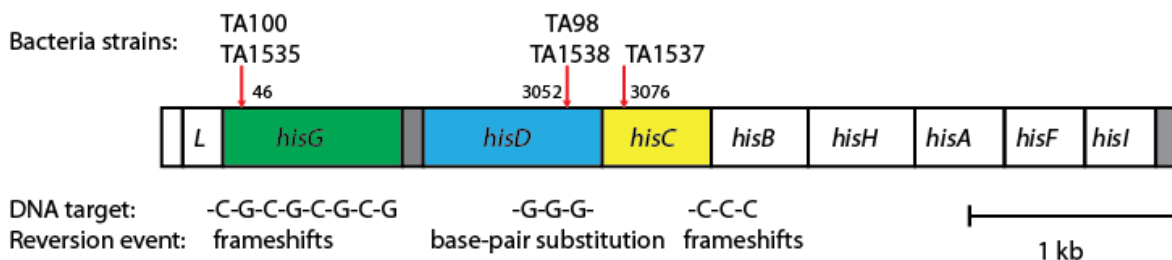 TA100 TA98
Bacteria strains: TA1535 TA1538 TA1537
46 3052 3076
L hisG hisD hisC hisB hisH hisA hisF hisI
DNA target: -C-G-C-G-C-G-C-G -G-G-G- -C-C-C
Reversion event: frameshifts base-pair substitution frameshifts
1 kb